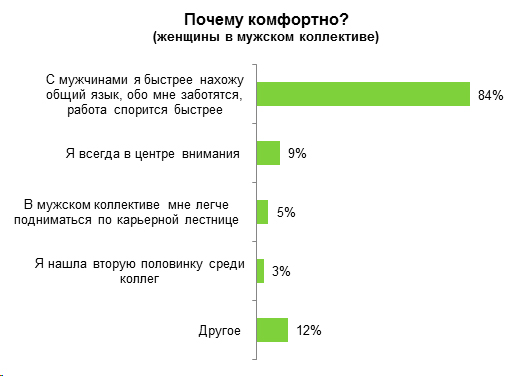 Почему комфортно?
(женщины в мужском коллективе)
С мужчинами я быстрее нахожу
общий язык, обо мне заботятся,
работа спорится быстрее
84%
Я всегда в центре внимания
9%
В мужском коллективе мне легче
подниматься по карьерной лестнице
5%
Я нашла вторую половинку среди
коллег
3%
Другое
12%